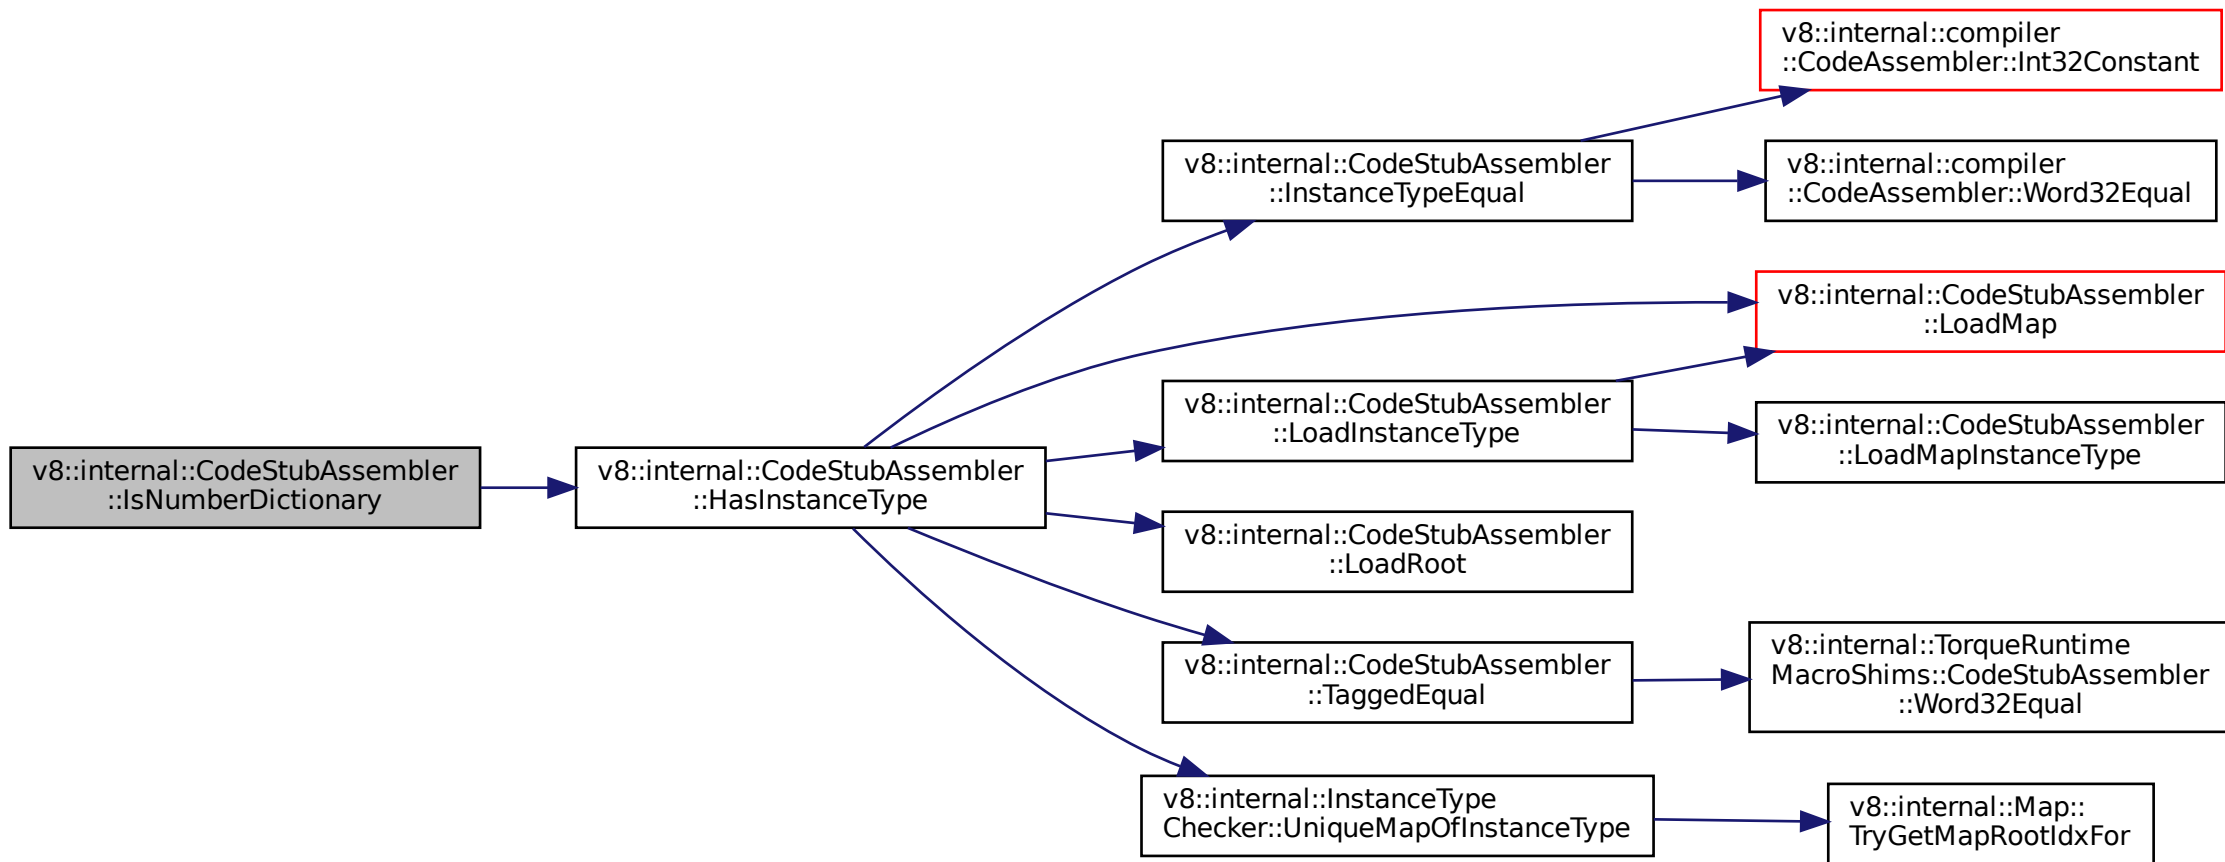 v8::internal::CodeStubAssembler
::IsNumberDictionary
v8::internal::CodeStubAssembler
::HasInstanceType
v8::internal::CodeStubAssembler
::InstanceTypeEqual
v8::internal::compiler
::CodeAssembler::Int32Constant
v8::internal::compiler
::CodeAssembler::Word32Equal
v8::internal::CodeStubAssembler
::LoadMap
v8::internal::CodeStubAssembler
::LoadInstanceType
v8::internal::CodeStubAssembler
::LoadMapInstanceType
v8::internal::CodeStubAssembler
::LoadRoot
v8::internal::CodeStubAssembler
::TaggedEqual
v8::internal::TorqueRuntime
MacroShims::CodeStubAssembler
::Word32Equal
v8::internal::InstanceType
Checker::UniqueMapOfInstanceType
v8::internal::Map::
TryGetMapRootIdxFor